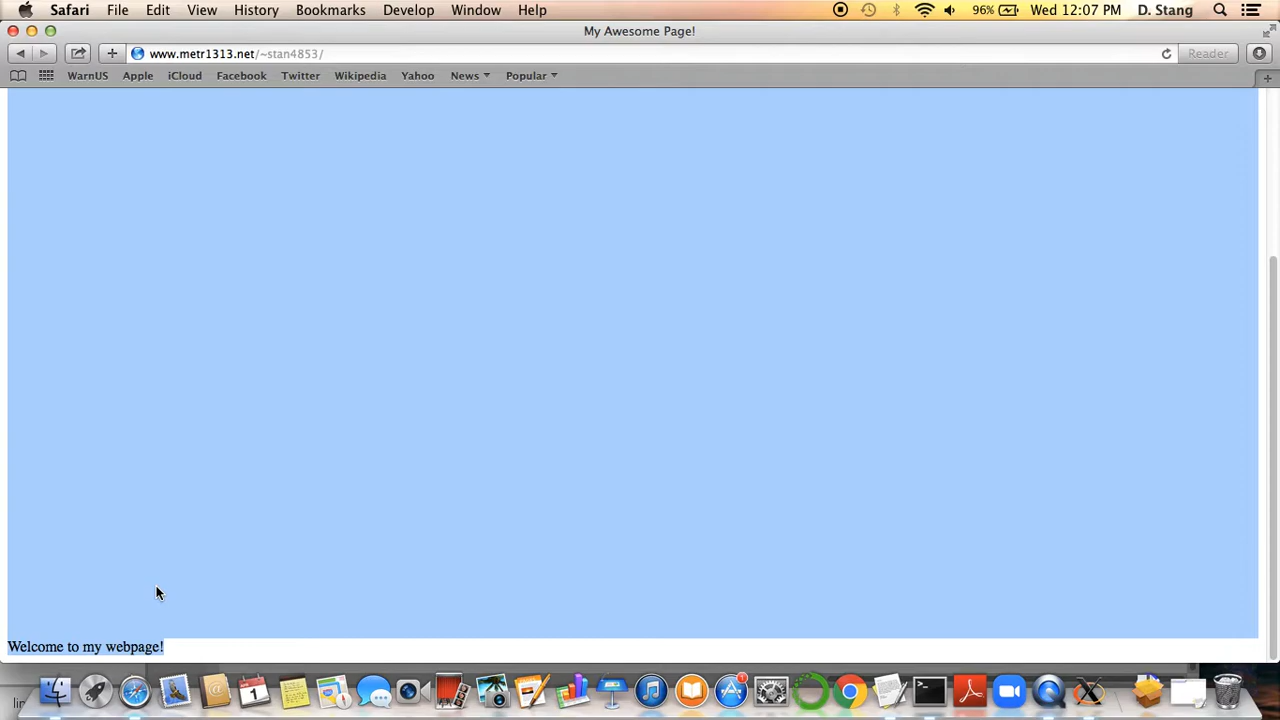 Safari File Edit View History Bookmarks Develop Window Help 96% Wed 12:07 PM D. Stang
My Awesome Page!
www.metr1313.net/~stan4853/ Reader
WarnUS Apple iCloud Facebook Twitter Wikipedia Yahoo News Popular
Welcome to my webpage!